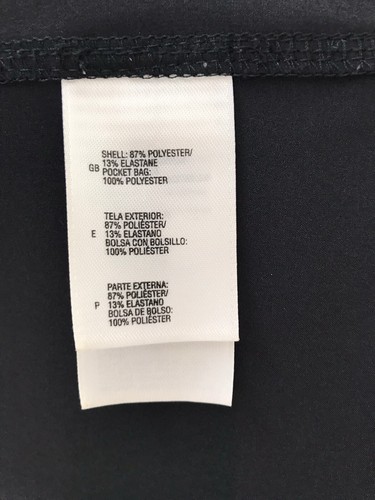 SHELL: 87% POLYESTER/
GB 13% ELASTANE
POCKET BAG:
100% POLYESTER
TELA EXTERIOR:
87% POLIÉSTER/
E 13% ELASTANO
BOLSA CON BOLSILLO:
100% POLIÉSTER
PARTE EXTERNA:
87% POLIÉSTER/
P 13% ELASTANO
BOLSA DE BOLSO:
100% POLIÉSTER